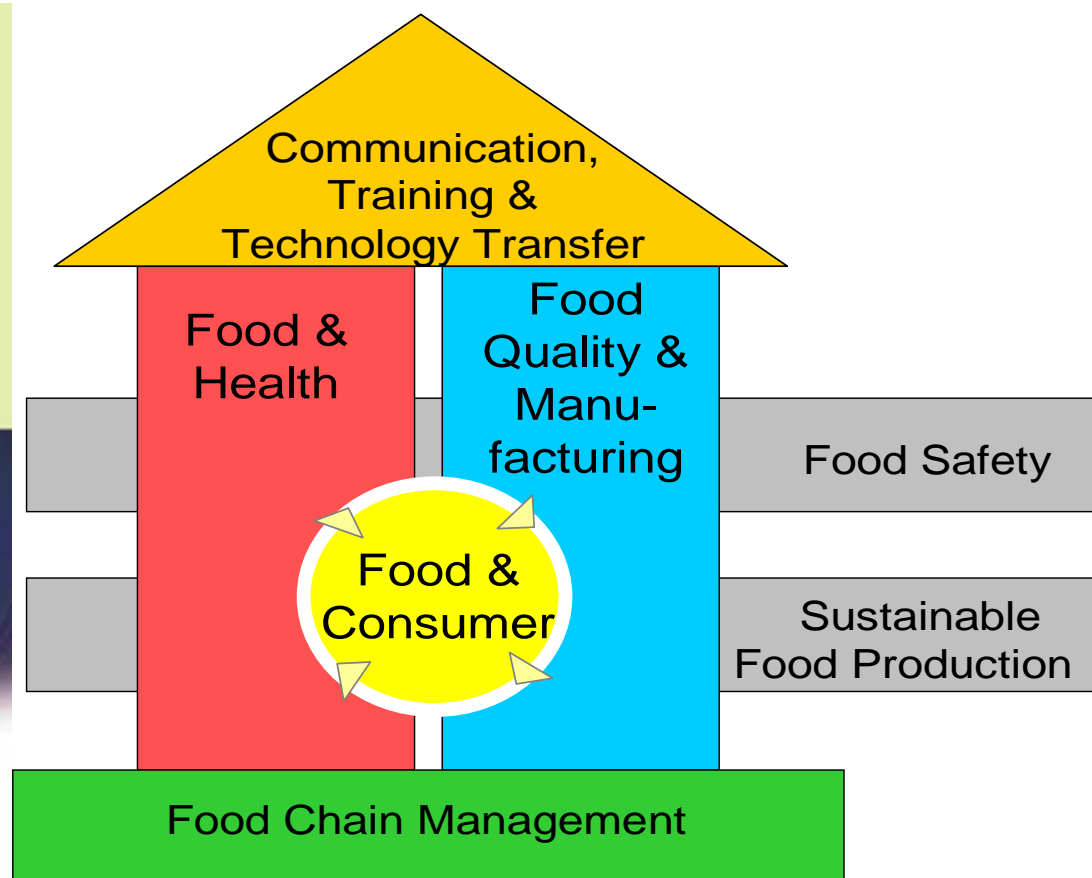 Communication,
Training &
Technology Transfer
Food &
Health
Food
Quality &
Manu-
facturing
Food Safety
Food &
Consumer
Sustainable
Food Production
Food Chain Management